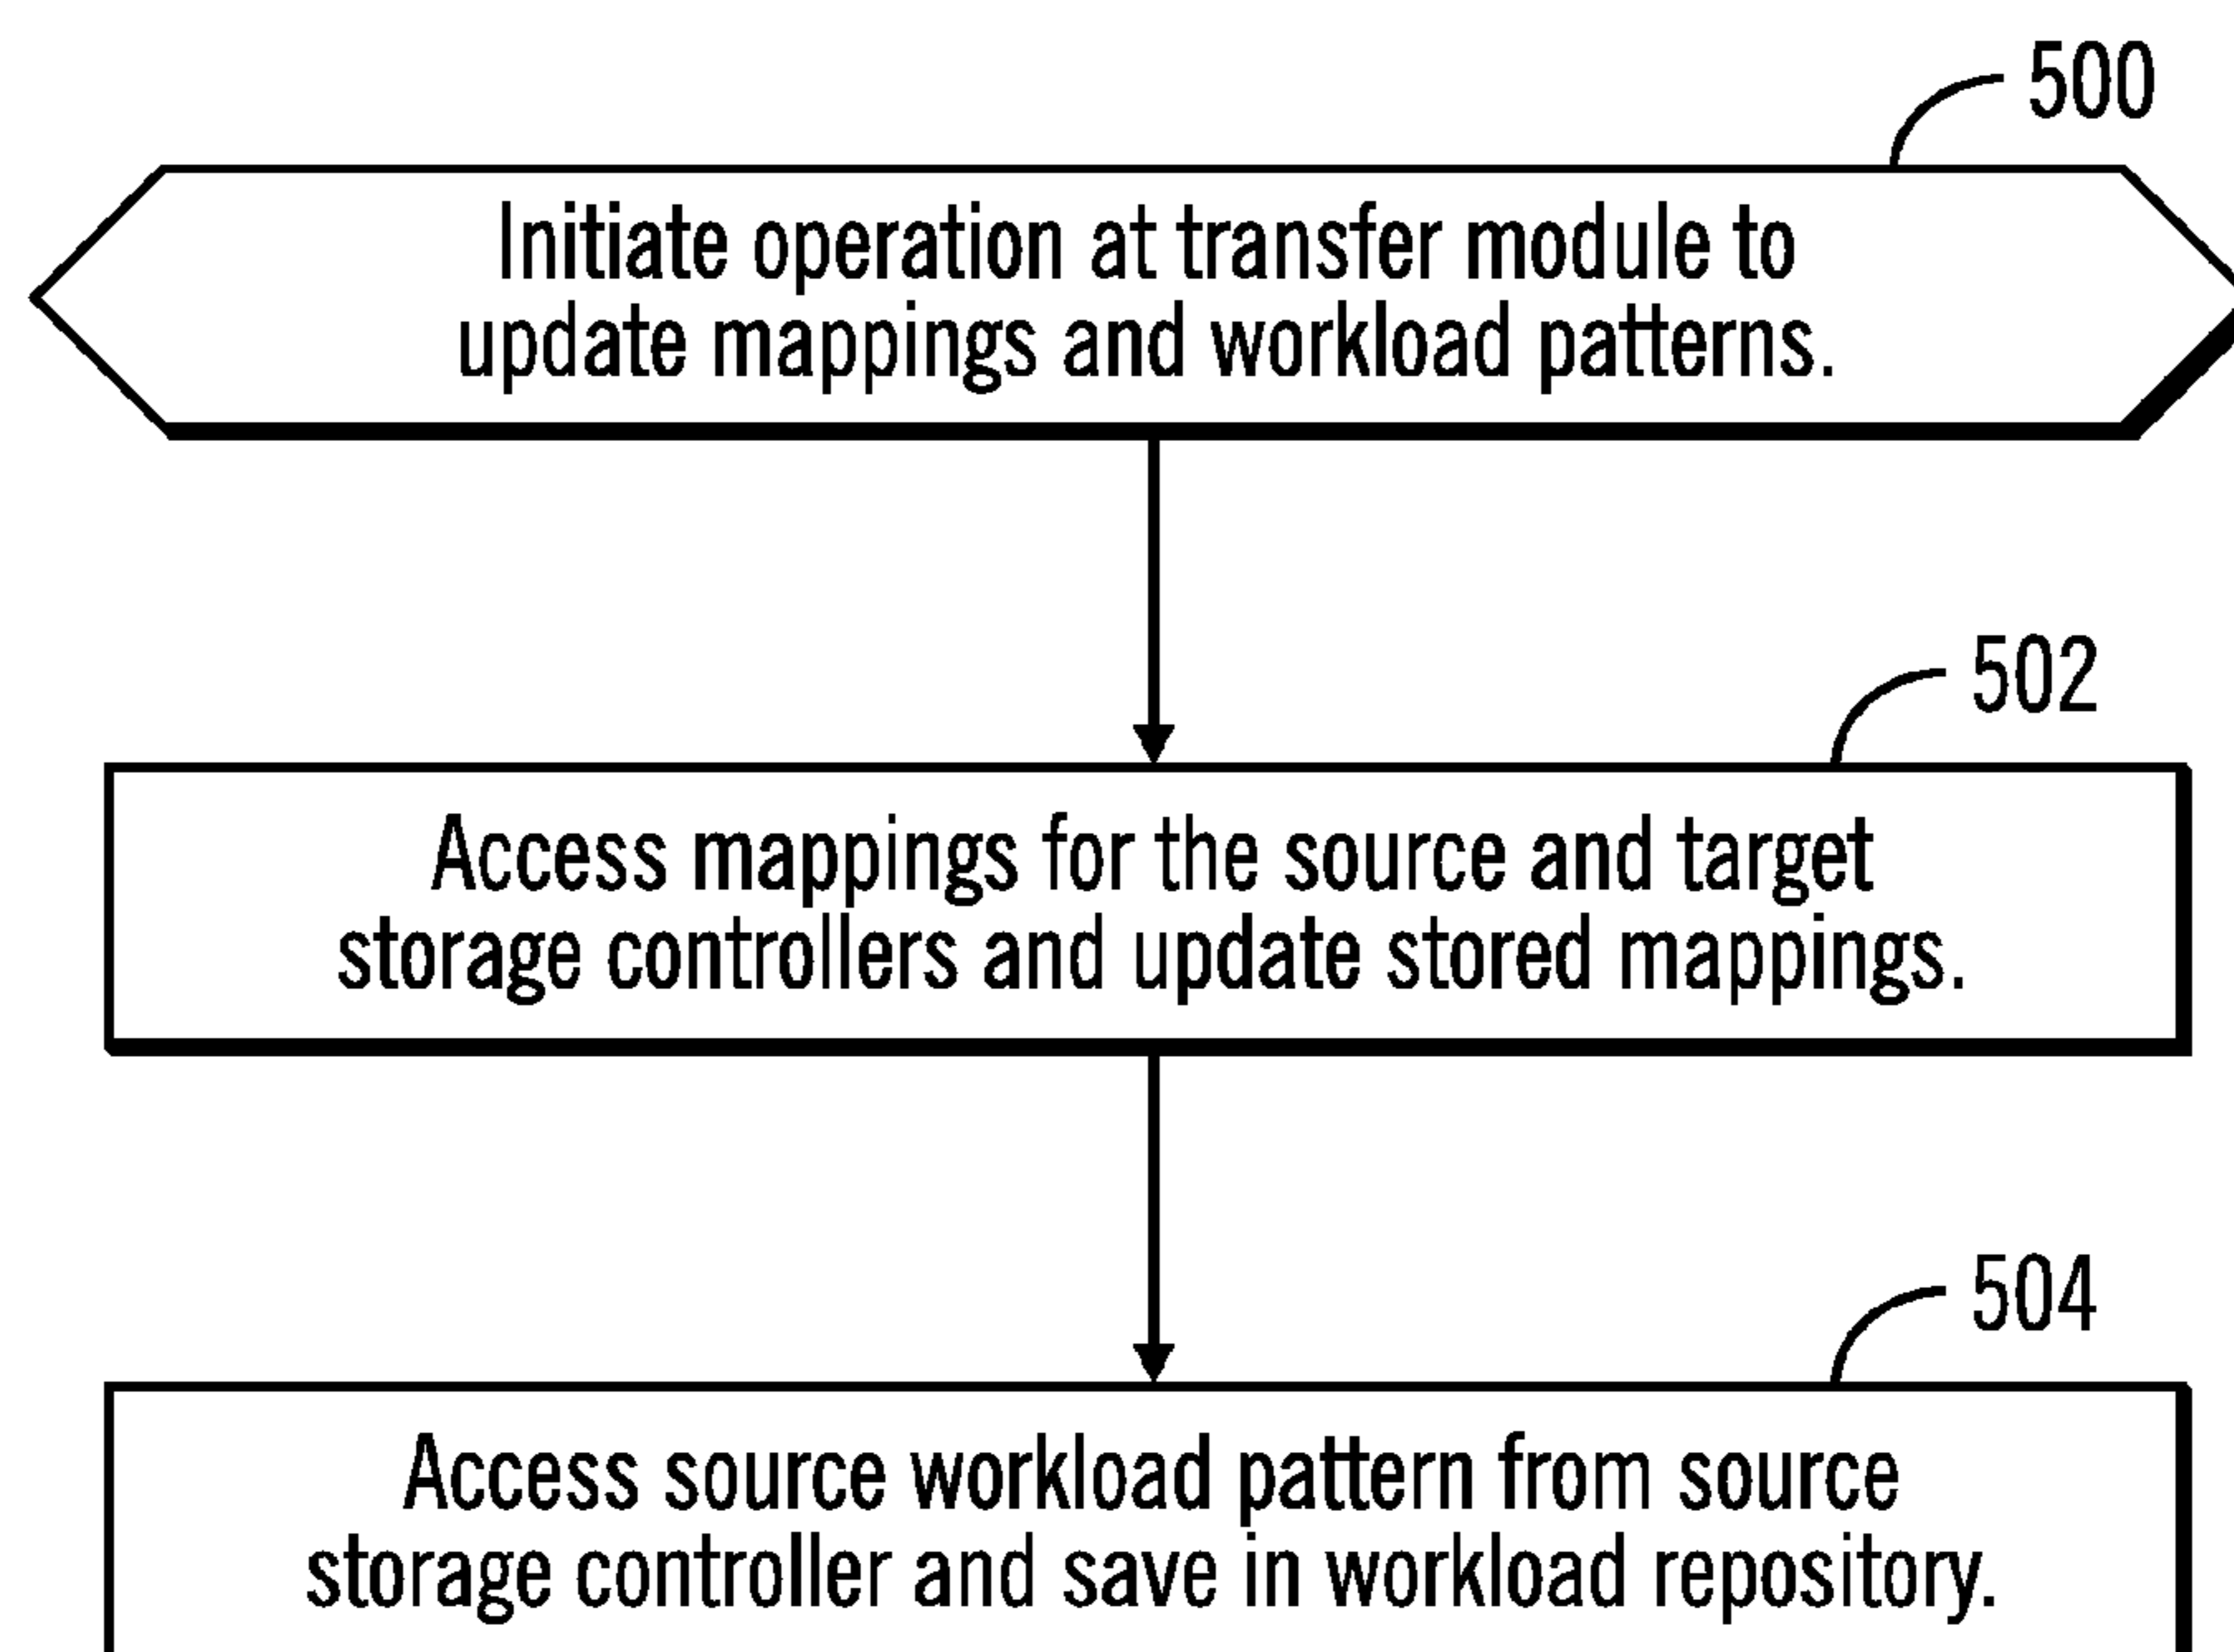 500
Initiate operation at transfer module to
update mappings and workload patterns.
502
Access mappings for the source and target
storage controllers and update stored mappings.
504
Access source workload pattern from source
storage controller and save in workload repository.